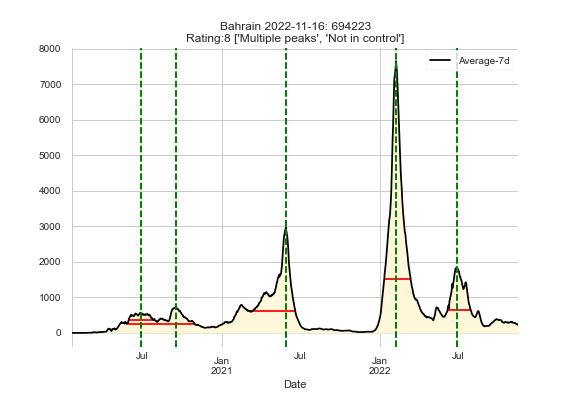 Bahrain 2022-11-16: 694223
Rating:8 ['Multiple peaks', 'Not in control']
Average-7d
8000
7000
6000
5000
4000
3000
2000
1000
0
Jul
Jan
2021
Jul
Jan
2022
Jul
Date